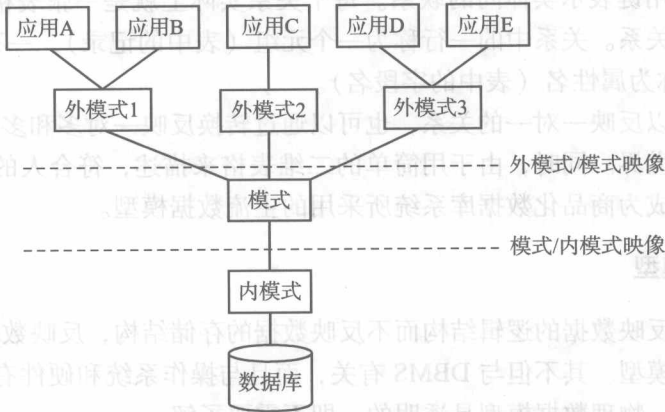 应用A 应用B 应用C 应用D 应用E
外模式1 外模式2 外模式3
外模式/模式映像
模式
模式/内模式映像
内模式
数据库